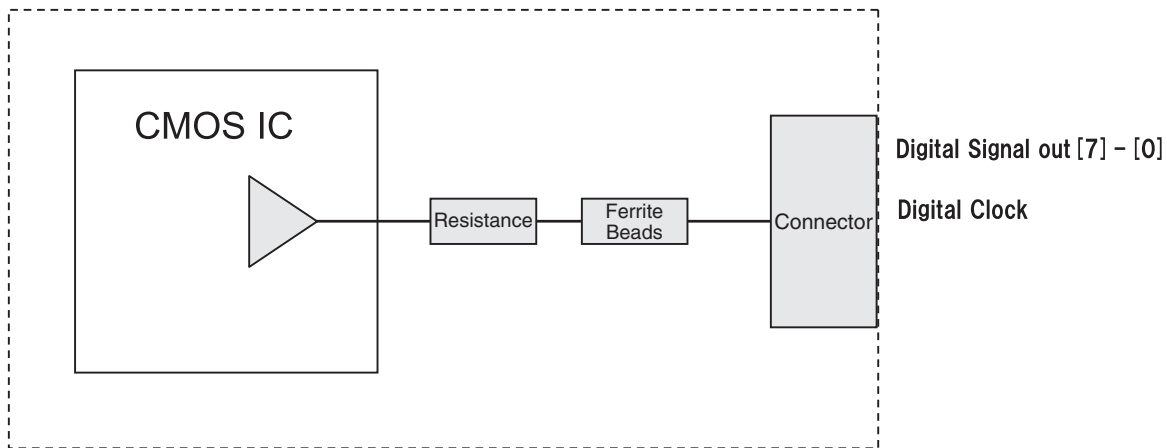 CMOS IC
Resistance
Ferrite
Beads
Connector
Digital Signal out [7] - [0]
Digital Clock